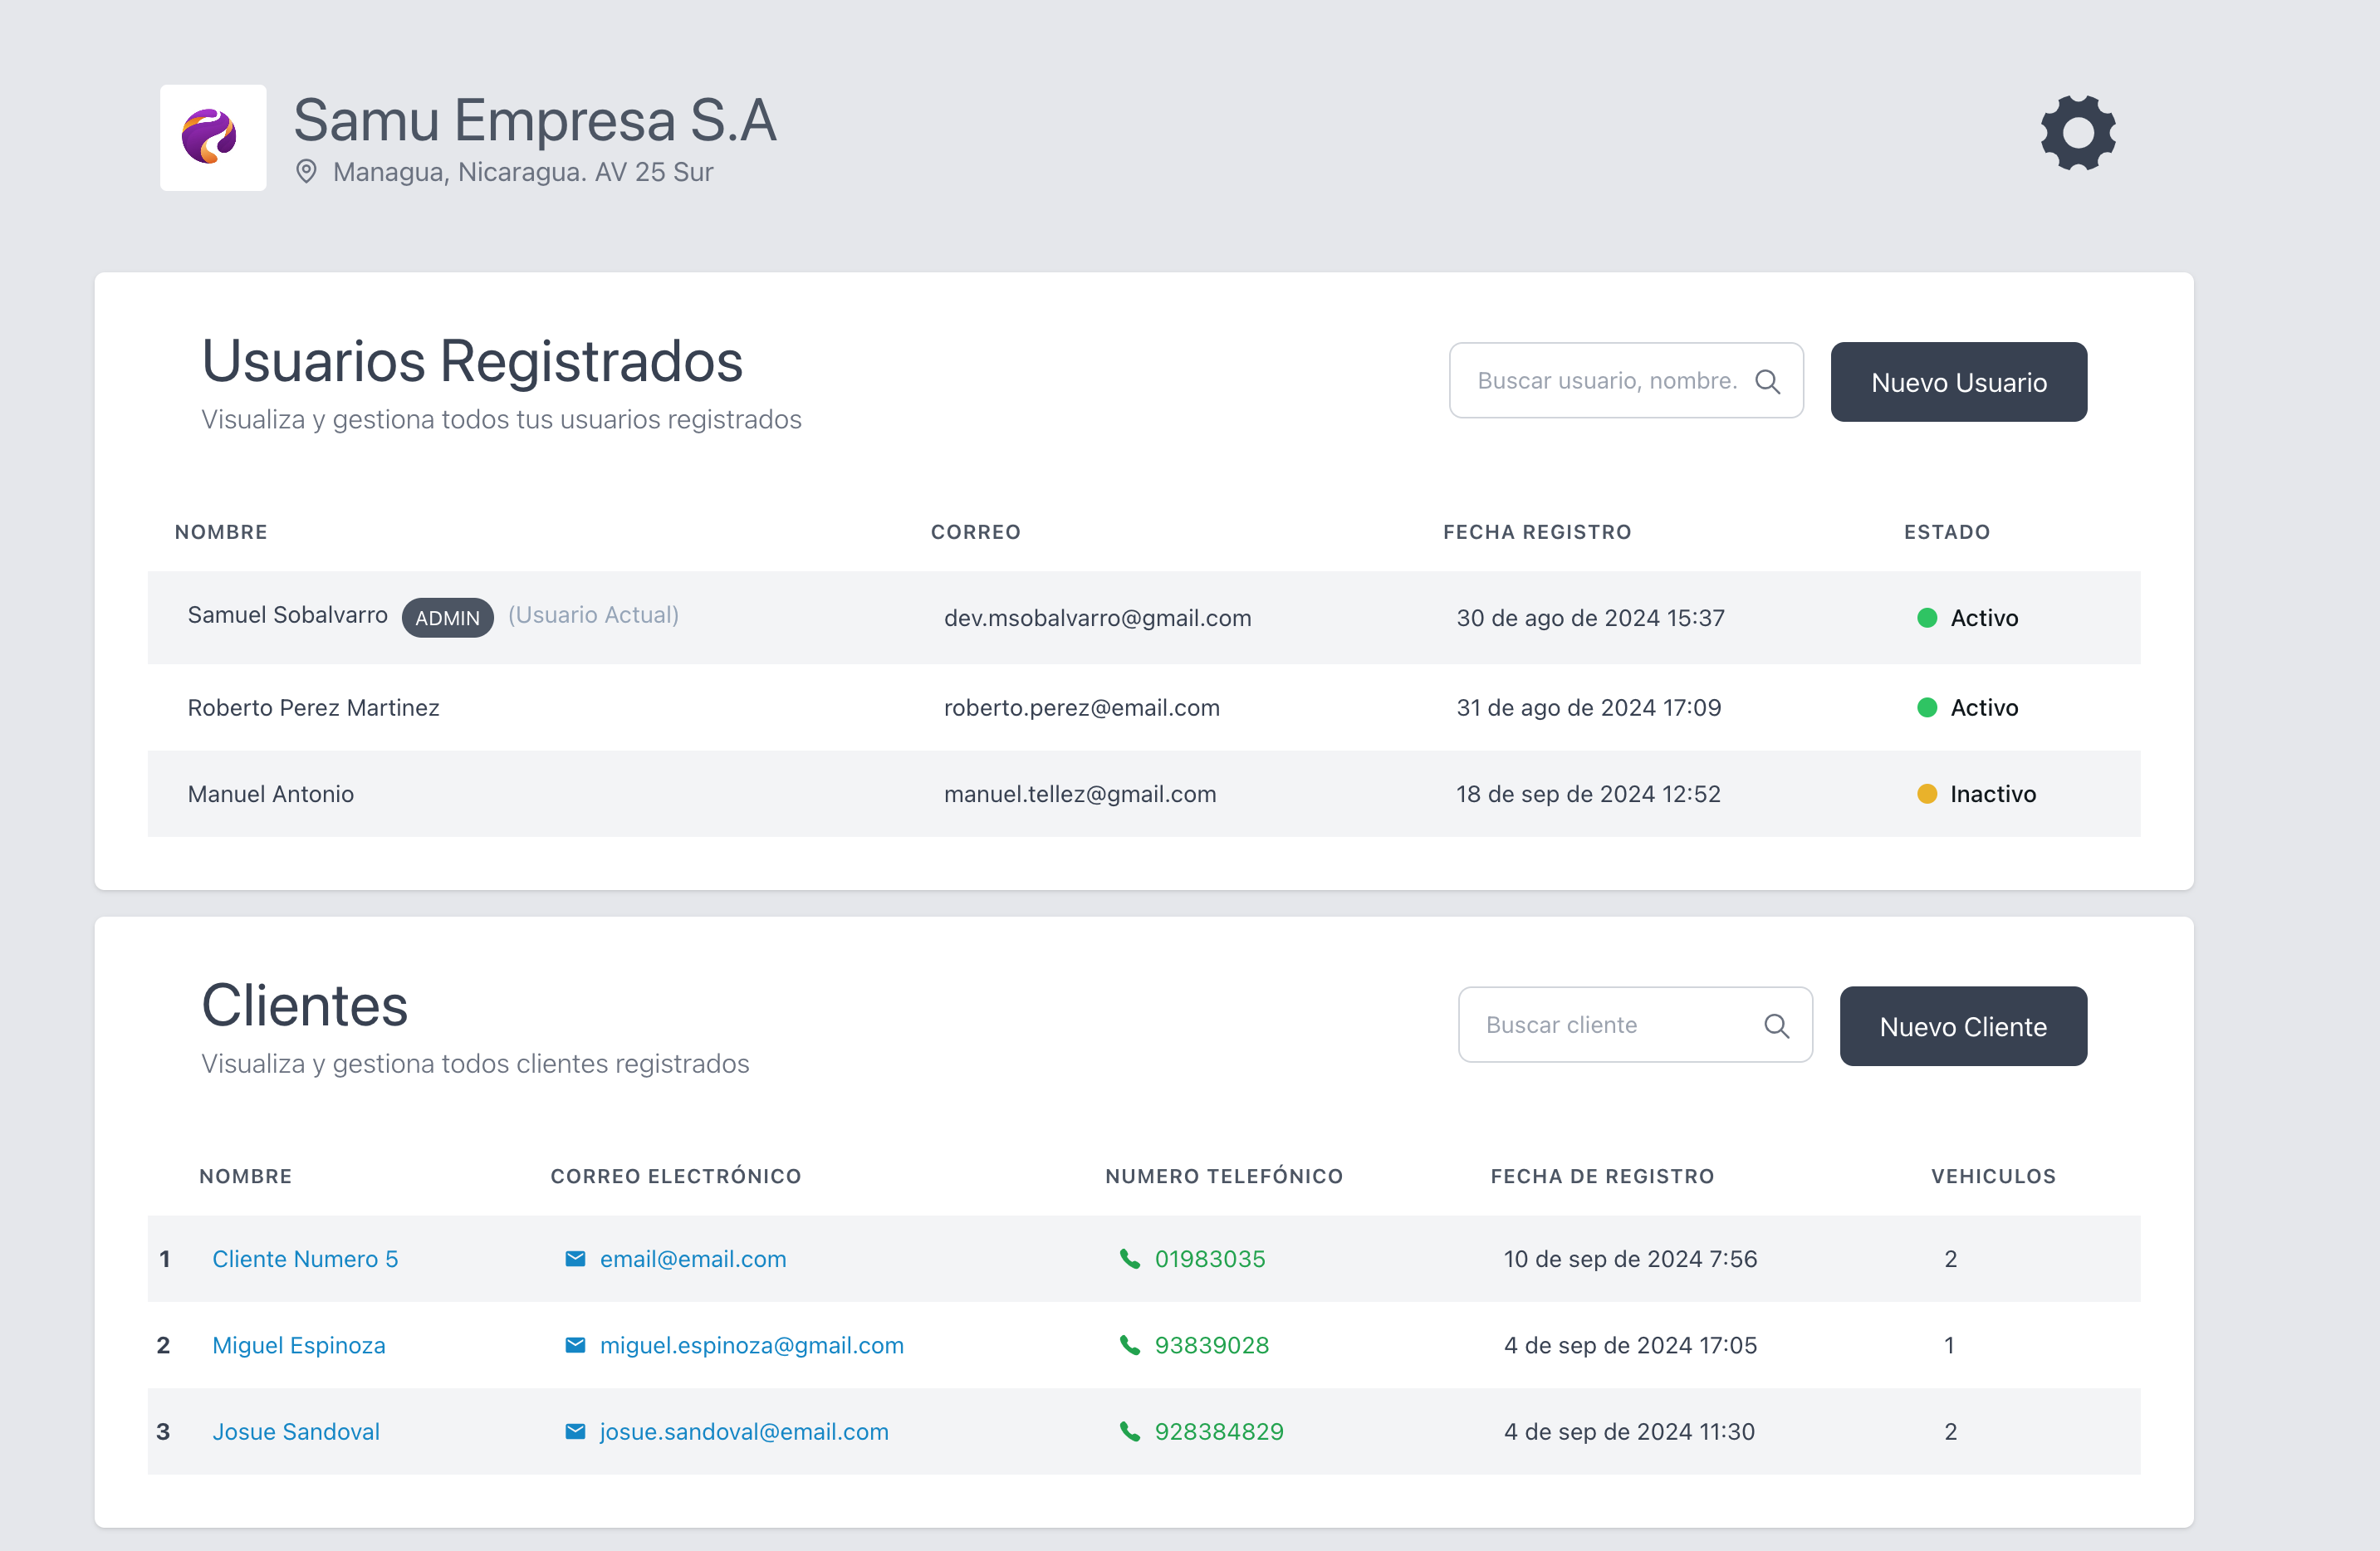 Samu Empresa S.A
Managua, Nicaragua. AV 25 Sur
Usuarios Registrados
Visualiza y gestiona todos tus usuarios registrados
Buscar usuario, nombre.
Nuevo Usuario
NOMBRE CORREO FECHA REGISTRO ESTADO
Samuel Sobalvarro ADMIN (Usuario Actual) dev.msobalvarro@gmail.com 30 de ago de 2024 15:37 Activo
Roberto Perez Martinez roberto.perez@email.com 31 de ago de 2024 17:09 Activo
Manuel Antonio manuel.tellez@gmail.com 18 de sep de 2024 12:52 Inactivo
Clientes
Visualiza y gestiona todos clientes registrados
Buscar cliente
Nuevo Cliente
NOMBRE CORREO ELECTRÓNICO NUMERO TELEFÓNICO FECHA DE REGISTRO VEHICULOS
1 Cliente Numero 5 email@email.com 01983035 10 de sep de 2024 7:56 2
2 Miguel Espinoza miguel.espinoza@gmail.com 93839028 4 de sep de 2024 17:05 1
3 Josue Sandoval josue.sandoval@email.com 928384829 4 de sep de 2024 11:30 2